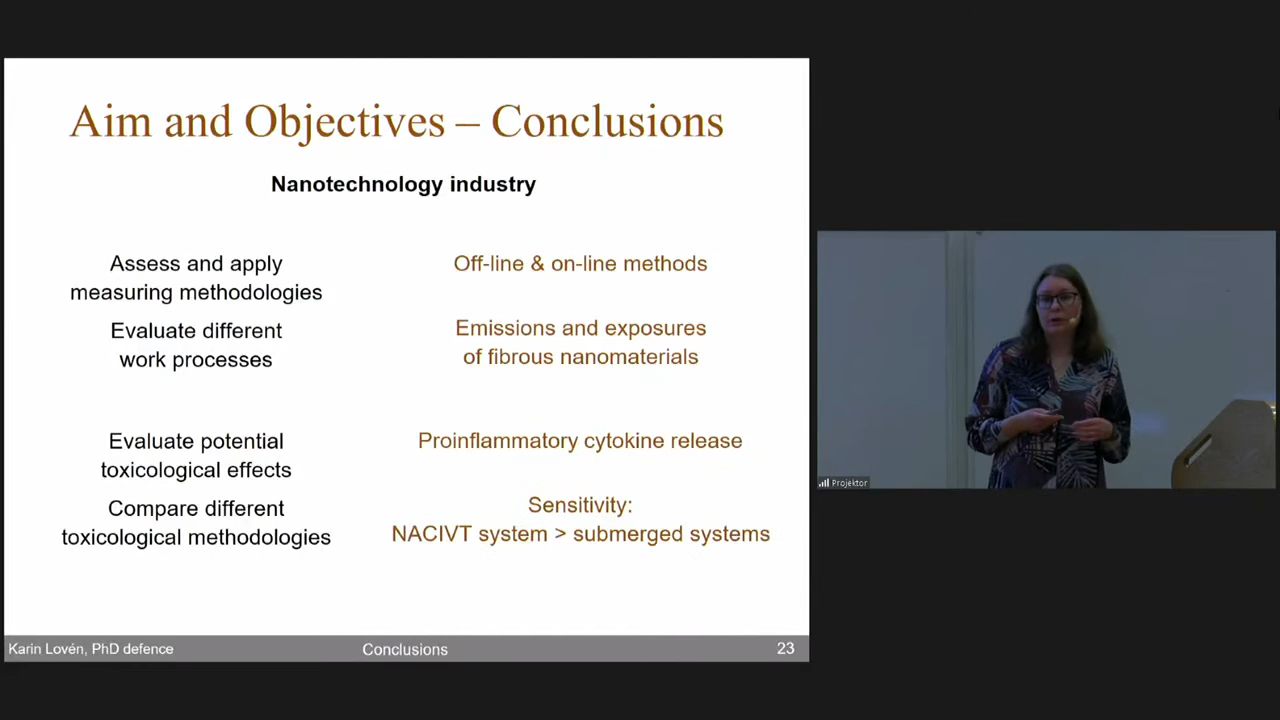 Aim and Objectives – Conclusions
Nanotechnology industry
Assess and apply
measuring methodologies
Off-line & on-line methods
Evaluate different
work processes
Emissions and exposures
of fibrous nanomaterials
Evaluate potential
toxicological effects
Proinflammatory cytokine release
Compare different
toxicological methodologies
Sensitivity:
NACIVT system > submerged systems
Karin Lovén, PhD defence
Conclusions
23
Projektor